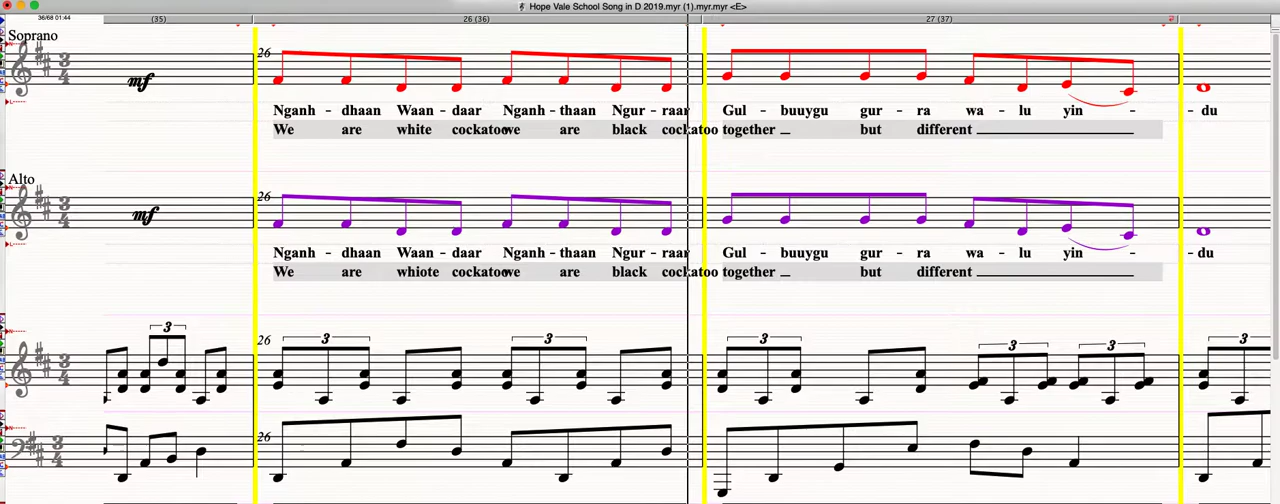 Hope Vale School Song in D 2019.myr (1).myr.myr <E>
36/68 01:44 (35) 26 (36) 27 (37)
Soprano
26
mf
Nganh - dhaan Waan - daar Nganh - thaan Ngur - raar Gul - buuygu gur - ra wa - lu yin - - du
We are white cockatoo we are black cockatoo together _ but different
Alto
26
mf
Nganh - dhaan Waan - daar Nganh - thaan Ngur - raar Gul - buuygu gur - ra wa - lu yin - - du
We are whiote cockatoo we are black cockatoo together _ but different
3 26 3 3 3 3 3 3
26